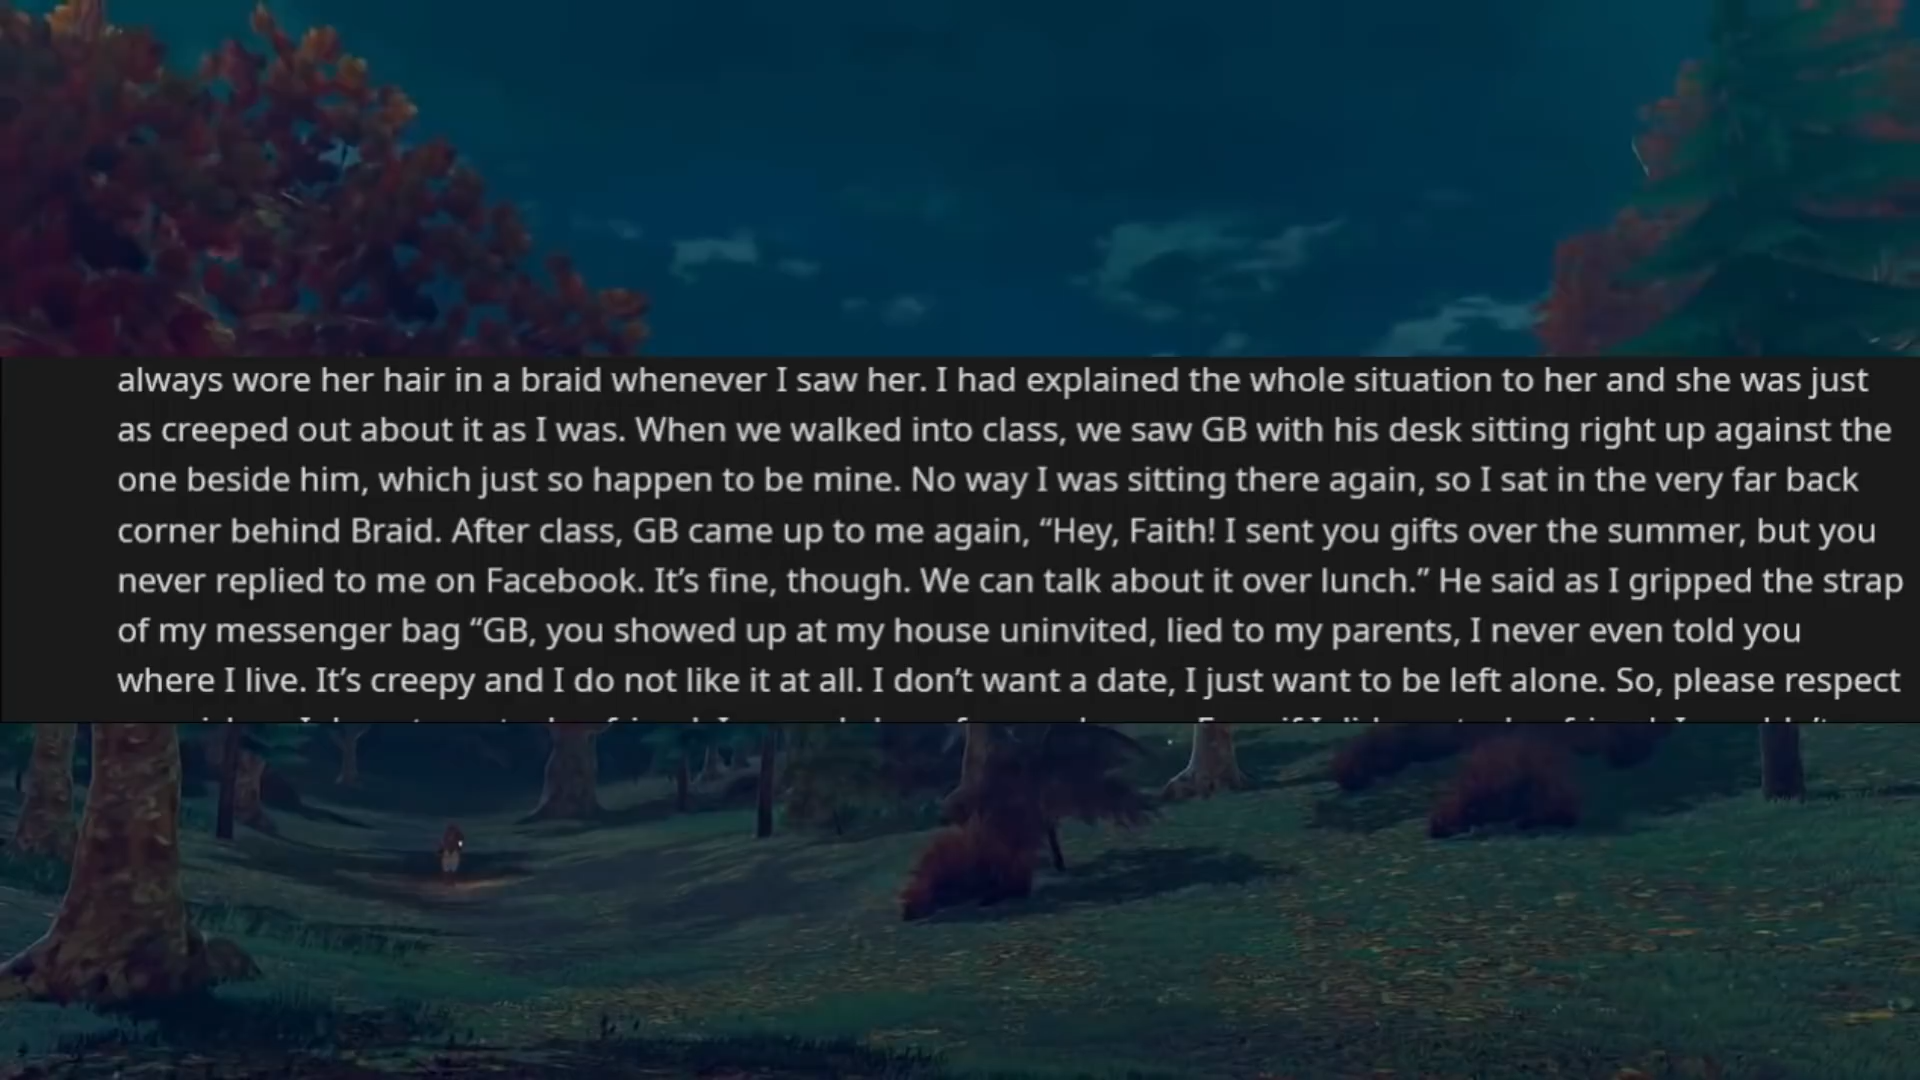 always wore her hair in a braid whenever I saw her. I had explained the whole situation to her and she was just
as creeped out about it as I was. When we walked into class, we saw GB with his desk sitting right up against the
one beside him, which just so happen to be mine. No way I was sitting there again, so I sat in the very far back
corner behind Braid. After class, GB came up to me again, “Hey, Faith! I sent you gifts over the summer, but you
never replied to me on Facebook. It’s fine, though. We can talk about it over lunch.” He said as I gripped the strap
of my messenger bag “GB, you showed up at my house uninvited, lied to my parents, I never even told you
where I live. It’s creepy and I do not like it at all. I don’t want a date, I just want to be left alone. So, please respect